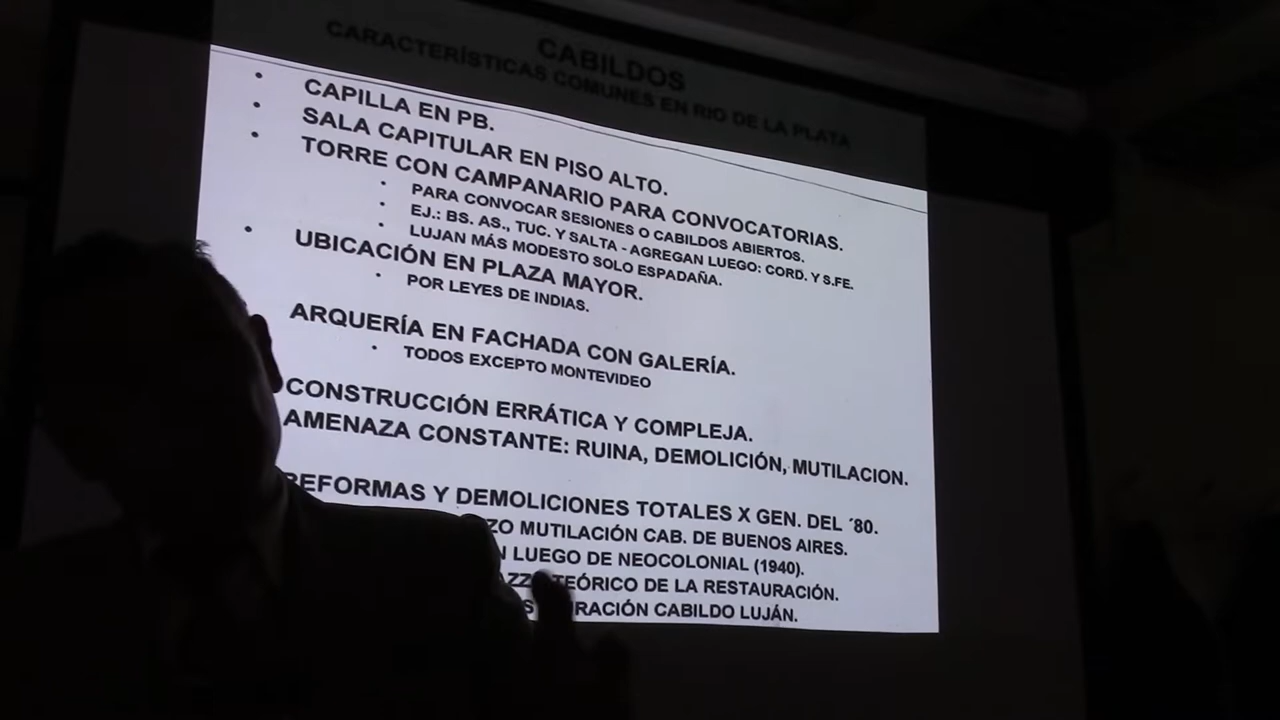 CABILDOS
CARACTERÍSTICAS COMUNES EN RIO DE LA PLATA
• CAPILLA EN PB.
• SALA CAPITULAR EN PISO ALTO.
• TORRE CON CAMPANARIO PARA CONVOCATORIAS.
• PARA CONVOCAR SESIONES O CABILDOS ABIERTOS.
• EJ.: BS. AS., TUC. Y SALTA - AGREGAN LUEGO: CORD. Y S.FE.
• LUJAN MÁS MODESTO SOLO ESPADAÑA.
• UBICACIÓN EN PLAZA MAYOR.
• POR LEYES DE INDIAS.
ARQUERÍA EN FACHADA CON GALERÍA.
• TODOS EXCEPTO MONTEVIDEO
CONSTRUCCIÓN ERRÁTICA Y COMPLEJA.
AMENAZA CONSTANTE: RUINA, DEMOLICIÓN, MUTILACION.
REFORMAS Y DEMOLICIONES TOTALES X GEN. DEL ´80.
MUTILACIÓN CAB. DE BUENOS AIRES.
LUEGO DE NEOCOLONIAL (1940).
TEÓRICO DE LA RESTAURACIÓN.
CABILDO LUJÁN.